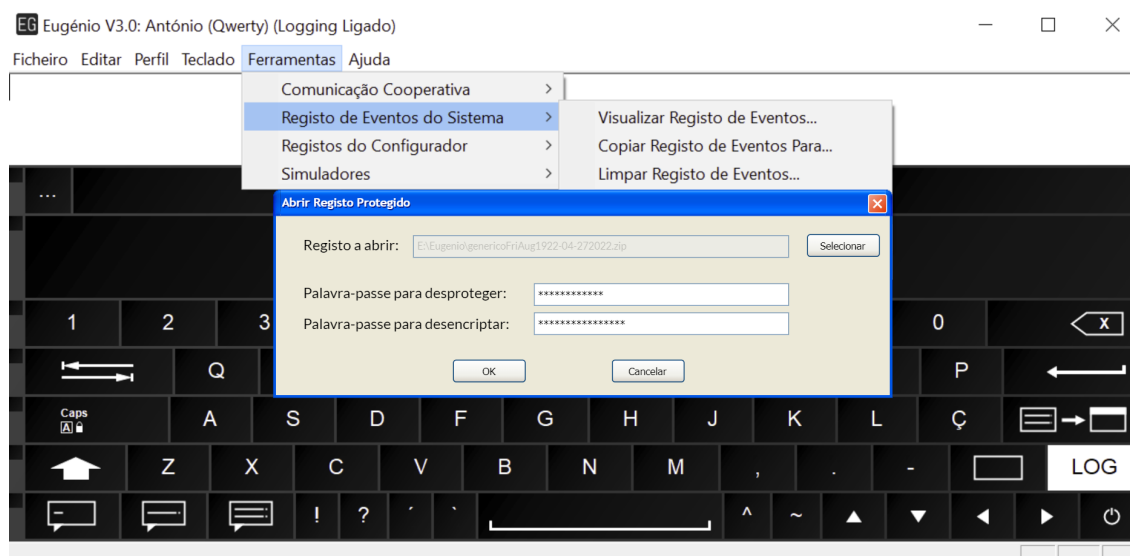 EG Eugénio V3.0: António (Qwerty) (Logging Ligado)
Ficheiro Editar Perfil Teclado Ferramentas Ajuda
Comunicação Cooperativa >
Registo de Eventos do Sistema >
Registos do Configurador >
Simuladores >
Visualizar Registo de Eventos...
Copiar Registo de Eventos Para...
Limpar Registo de Eventos...
...
Abrir Registo Protegido
Registo a abrir: E:\Eugenio\genericoFriAug1922-04-272022.zip Selecionar
Palavra-passe para desproteger: ************
Palavra-passe para desencriptar: ****************
OK Cancelar
1 2 3 0 X
Q P
Caps A A S D F G H J K L Ç
Z X C V B N M , . - LOG
! ? ´ ` ^ ~